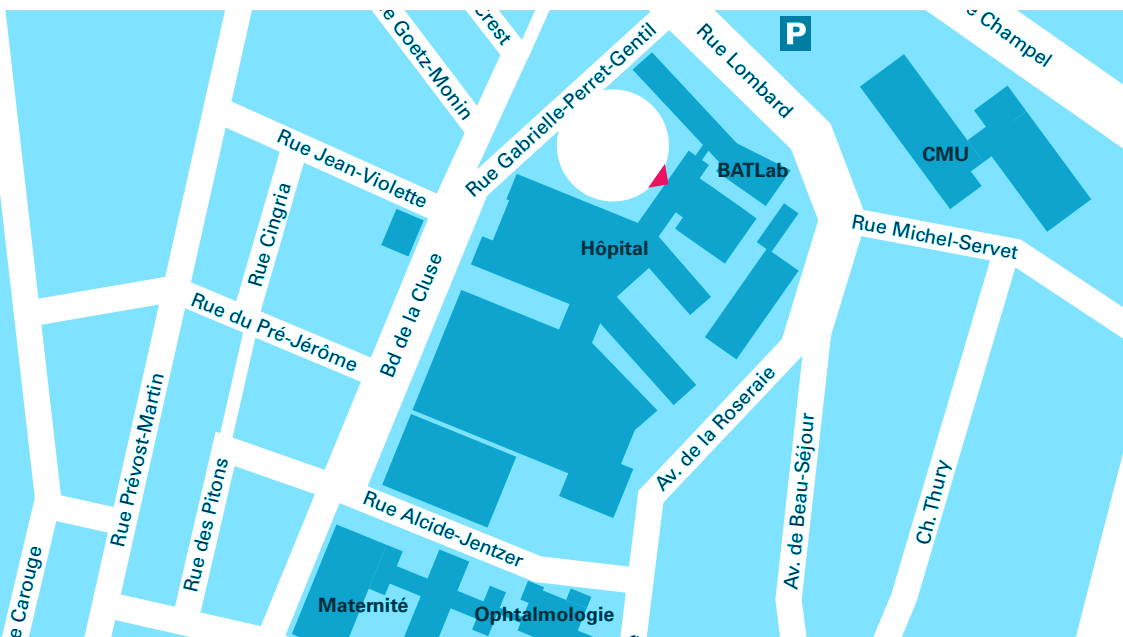 P
Champel
Crest
Goetz-Monin
Rue Gabrielle-Perret-Gentil
Rue Lombard
Rue Jean-Violette
CMU
BATLab
Rue Cingria
Hôpital
Rue Michel-Servet
Bd de la Cluse
Rue du Pré-Jérôme
Rue Prévost-Martin
Av. de la Roseraie
Av. de Beau-Séjour
Ch. Thury
Rue des Pitons
Rue Alcide-Jentzer
Carouge
Maternité
Ophtalmologie